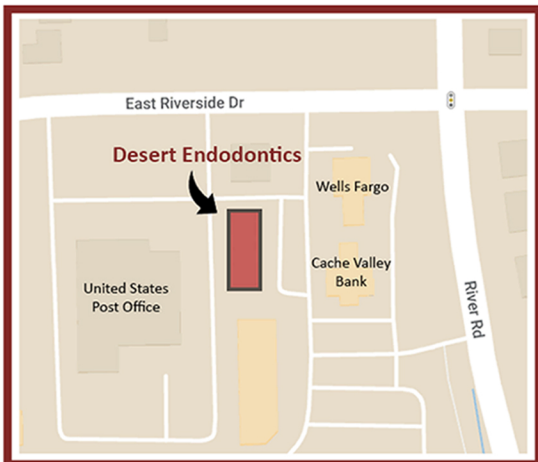 East Riverside Dr
Desert Endodontics
Wells Fargo
Cache Valley
Bank
United States
Post Office
River Rd